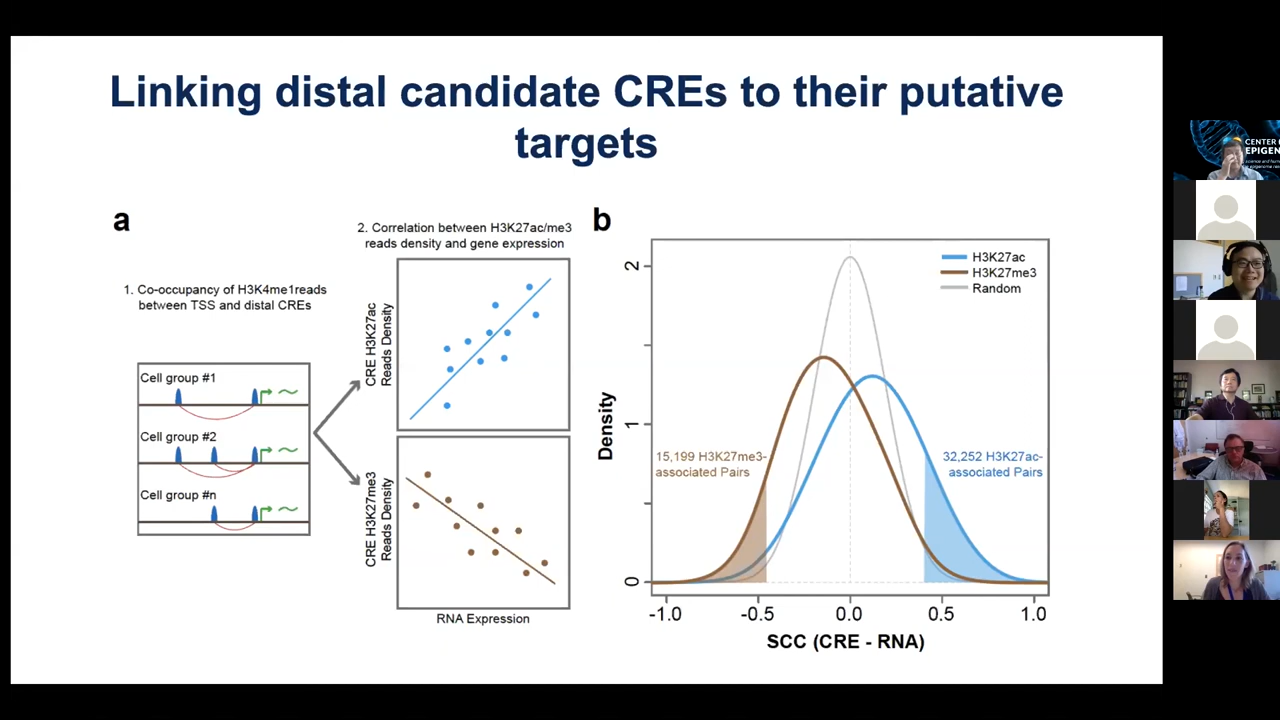 Linking distal candidate CREs to their putative
targets
a
1. Co-occupancy of H3K4me1reads
between TSS and distal CREs
Cell group #1
Cell group #2
Cell group #n
2. Correlation between H3K27ac/me3
reads density and gene expression
CRE H3K27ac
Reads Density
CRE H3K27me3
Reads Density
RNA Expression
b
H3K27ac
H3K27me3
Random
Density
2
1
0
15,199 H3K27me3-
associated Pairs
32,252 H3K27ac-
associated Pairs
-1.0 -0.5 0.0 0.5 1.0
SCC (CRE - RNA)
CENTER
EPIGEN